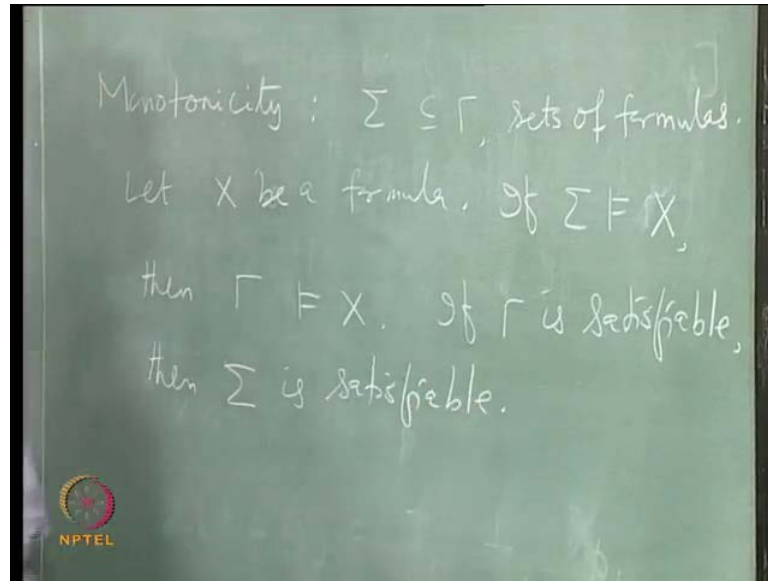 Monotonicity : Σ ⊆ Γ, sets of formulas.
Let X be a formula. If Σ ⊨ X,
then Γ ⊨ X. If Γ is satisfiable,
then Σ is satisfiable.
NPTEL